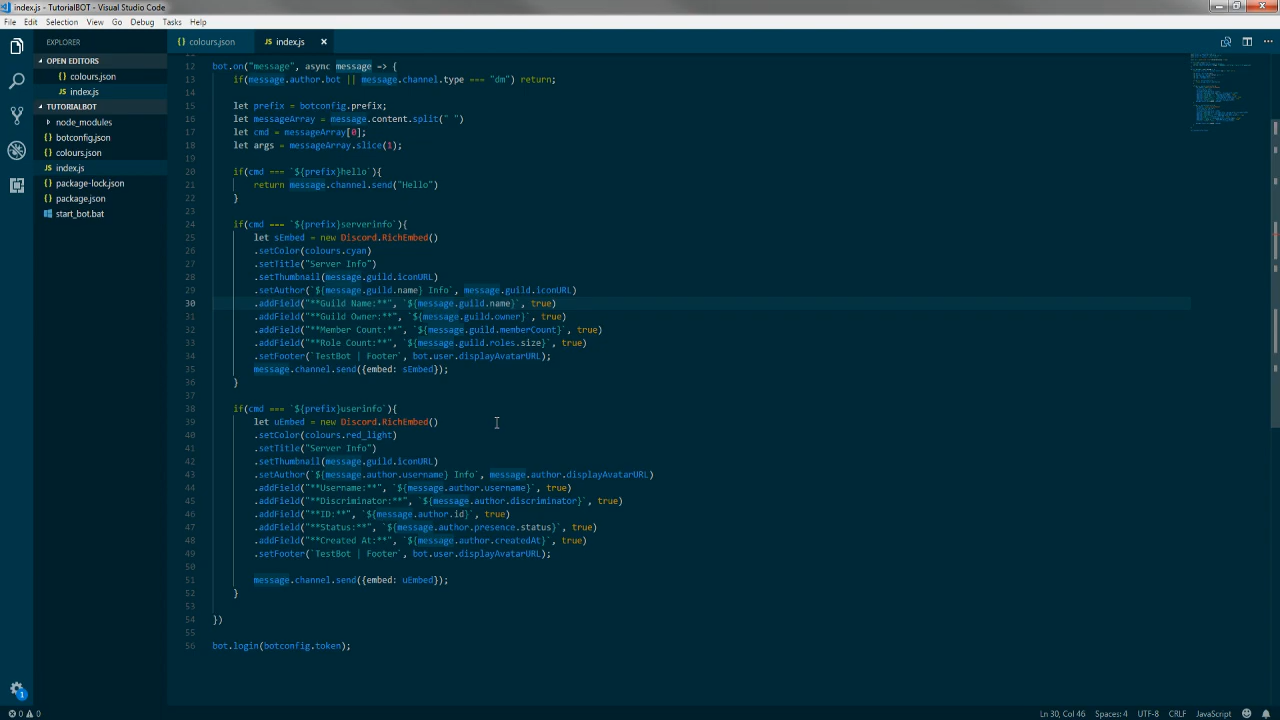 index.js - TutorialBOT - Visual Studio Code
File Edit Selection View Go Debug Tasks Help
EXPLORER
OPEN EDITORS
colours.json
index.js
TUTORIALBOT
node_modules
botconfig.json
colours.json
index.js
package-lock.json
package.json
start_bot.bat
colours.json index.js
12 bot.on("message", async message => {
13 if(message.author.bot || message.channel.type === "dm") return;
14
15 let prefix = botconfig.prefix;
16 let messageArray = message.content.split(" ")
17 let cmd = messageArray[0];
18 let args = messageArray.slice(1);
19
20 if(cmd === `${prefix}hello`){
21 return message.channel.send("Hello")
22 }
23
24 if(cmd === `${prefix}serverinfo`){
25 let sEmbed = new Discord.RichEmbed()
26 .setColor(colours.cyan)
27 .setTitle("Server Info")
28 .setThumbnail(message.guild.iconURL)
29 .setAuthor(`${message.guild.name} Info`, message.guild.iconURL)
30 .addField("**Guild Name:**", `${message.guild.name}`, true)
31 .addField("**Guild Owner:**", `${message.guild.owner}`, true)
32 .addField("**Member Count:**", `${message.guild.memberCount}`, true)
33 .addField("**Role Count:**", `${message.guild.roles.size}`, true)
34 .setFooter(`TestBot | Footer`, bot.user.displayAvatarURL);
35 message.channel.send({embed: sEmbed});
36 }
37
38 if(cmd === `${prefix}userinfo`){
39 let uEmbed = new Discord.RichEmbed()
40 .setColor(colours.red_light)
41 .setTitle("Server Info")
42 .setThumbnail(message.guild.iconURL)
43 .setAuthor(`${message.author.username} Info`, message.author.displayAvatarURL)
44 .addField("**Username:**", `${message.author.username}`, true)
45 .addField("**Discriminator:**", `${message.author.discriminator}`, true)
46 .addField("**ID:**", `${message.author.id}`, true)
47 .addField("**Status:**", `${message.author.presence.status}`, true)
48 .addField("**Created At:**", `${message.author.createdAt}`, true)
49 .setFooter(`TestBot | Footer`, bot.user.displayAvatarURL);
50
51 message.channel.send({embed: uEmbed});
52 }
53
54 })
55
56 bot.login(botconfig.token);
1
0 0 Ln 30, Col 46 Spaces: 4 UTF-8 CRLF JavaScript